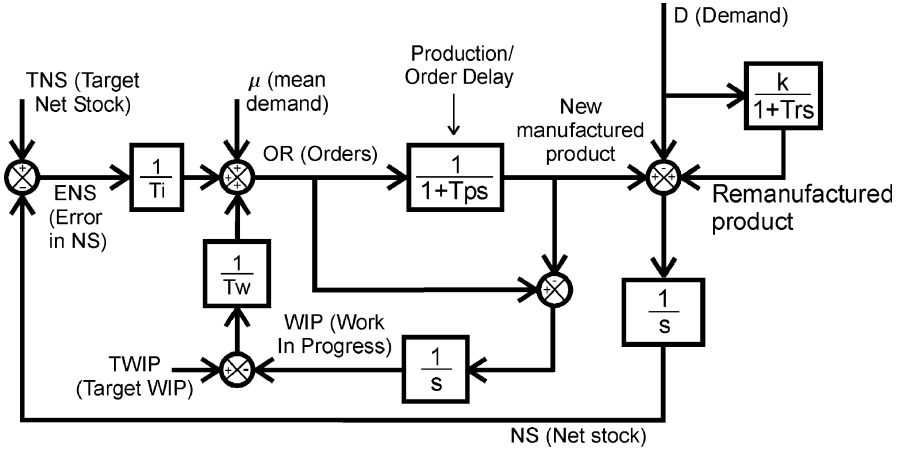 D (Demand)
TNS (Target
Net Stock)
μ (mean
demand)
Production/
Order Delay
k
1+Trs
New
manufactured
product
OR (Orders)
1
Ti
1
1+Tps
+
-
+
+
+
+
-
+
ENS
(Error
in NS)
Remanufactured
product
1
Tw
-
+
1
s
WIP (Work
In Progress)
TWIP
(Target WIP)
+
-
1
s
NS (Net stock)